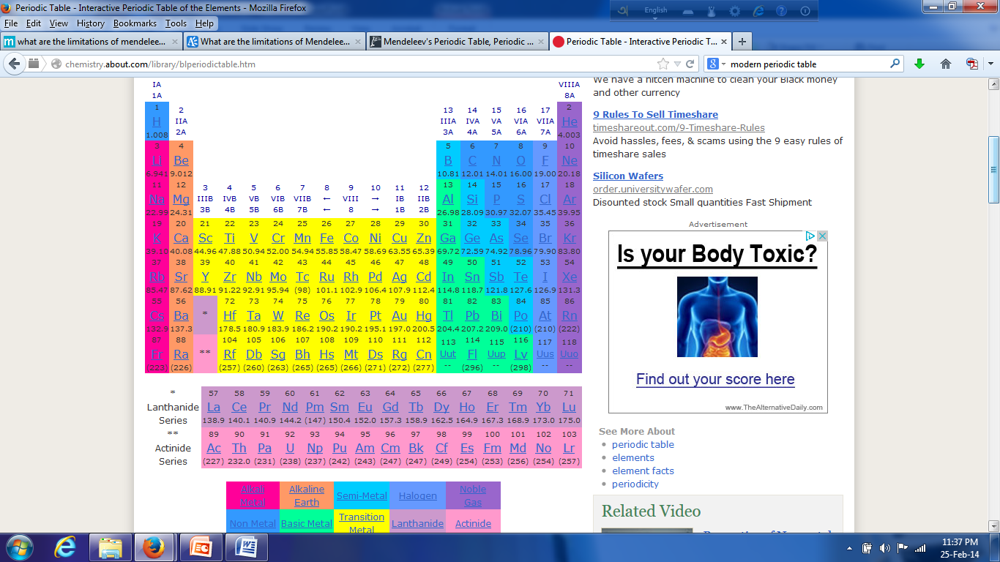 Periodic Table - Interactive Periodic Table of the Elements - Mozilla Firefox
English
File Edit View History Bookmarks Tools Help
what are the limitations of mendelee...
What are the limitations of Mendelee...
Mendeleev's Periodic Table, Periodic ...
Periodic Table - Interactive Periodic T...
chemistry.about.com/library/blperiodictable.htm
modern periodic table
IA VIIIA
1A 8A
1 2 13 14 15 16 17 2
H IIA IIIA IVA VA VIA VIIA He
1.008 2A 3A 4A 5A 6A 7A 4.003
3 4 5 6 7 8 9 10
Li Be B C N O F Ne
6.941 9.012 10.81 12.01 14.01 16.00 19.00 20.18
11 12 3 4 5 6 7 8 9 10 11 12 13 14 15 16 17 18
Na Mg IIIB IVB VB VIB VIIB ← VIII → IB IIB Al Si P S Cl Ar
22.99 24.31 3B 4B 5B 6B 7B ← 8 → 1B 2B 26.98 28.09 30.97 32.07 35.45 39.95
19 20 21 22 23 24 25 26 27 28 29 30 31 32 33 34 35 36
K Ca Sc Ti V Cr Mn Fe Co Ni Cu Zn Ga Ge As Se Br Kr
39.10 40.08 44.96 47.88 50.94 52.00 54.94 55.85 58.47 58.69 63.55 65.39 69.72 72.59 74.92 78.96 79.90 83.80
37 38 39 40 41 42 43 44 45 46 47 48 49 50 51 52 53 54
Rb Sr Y Zr Nb Mo Tc Ru Rh Pd Ag Cd In Sn Sb Te I Xe
85.47 87.62 88.91 91.22 92.91 95.94 (98) 101.1 102.9 106.4 107.9 112.4 114.8 118.7 121.8 127.6 126.9 131.3
55 56 72 73 74 75 76 77 78 79 80 81 82 83 84 85 86
Cs Ba * Hf Ta W Re Os Ir Pt Au Hg Tl Pb Bi Po At Rn
132.9 137.3 178.5 180.9 183.9 186.2 190.2 190.2 195.1 197.0 200.5 204.4 207.2 209.0 (210) (210) (222)
87 88 104 105 106 107 108 109 110 111 112 113 114 115 116 117 118
Fr Ra ** Rf Db Sg Bh Hs Mt Ds Rg Cn Uut Fl Uup Lv Uus Uuo
(223) (226) (257) (260) (263) (265) (265) (266) (271) (272) (277) -- (296) -- (298) -- --
* 57 58 59 60 61 62 63 64 65 66 67 68 69 70 71
Lanthanide La Ce Pr Nd Pm Sm Eu Gd Tb Dy Ho Er Tm Yb Lu
Series 138.9 140.1 140.9 144.2 (147) 150.4 152.0 157.3 158.9 162.5 164.9 167.3 168.9 173.0 175.0
** 89 90 91 92 93 94 95 96 97 98 99 100 101 102 103
Actinide Ac Th Pa U Np Pu Am Cm Bk Cf Es Fm Md No Lr
Series (227) 232.0 (231) (238) (237) (242) (243) (247) (247) (249) (254) (253) (256) (254) (257)
Alkali Metal Alkaline Earth Semi-Metal Halogen Noble Gas
Non Metal Basic Metal Transition Metal Lanthanide Actinide
We have a hitcen machine to clean your Black money
and other currency
9 Rules To Sell Timeshare
timeshareout.com/9-Timeshare-Rules
Avoid hassles, fees, & scams using the 9 easy rules of
timeshare sales
Silicon Wafers
order.universitywafer.com
Disounted stock Small quantities Fast Shipment
Advertisement
Is your Body Toxic?
Find out your score here
www.TheAlternativeDaily.com
See More About
periodic table
elements
element facts
periodicity
Related Video
11:37 PM
25-Feb-14